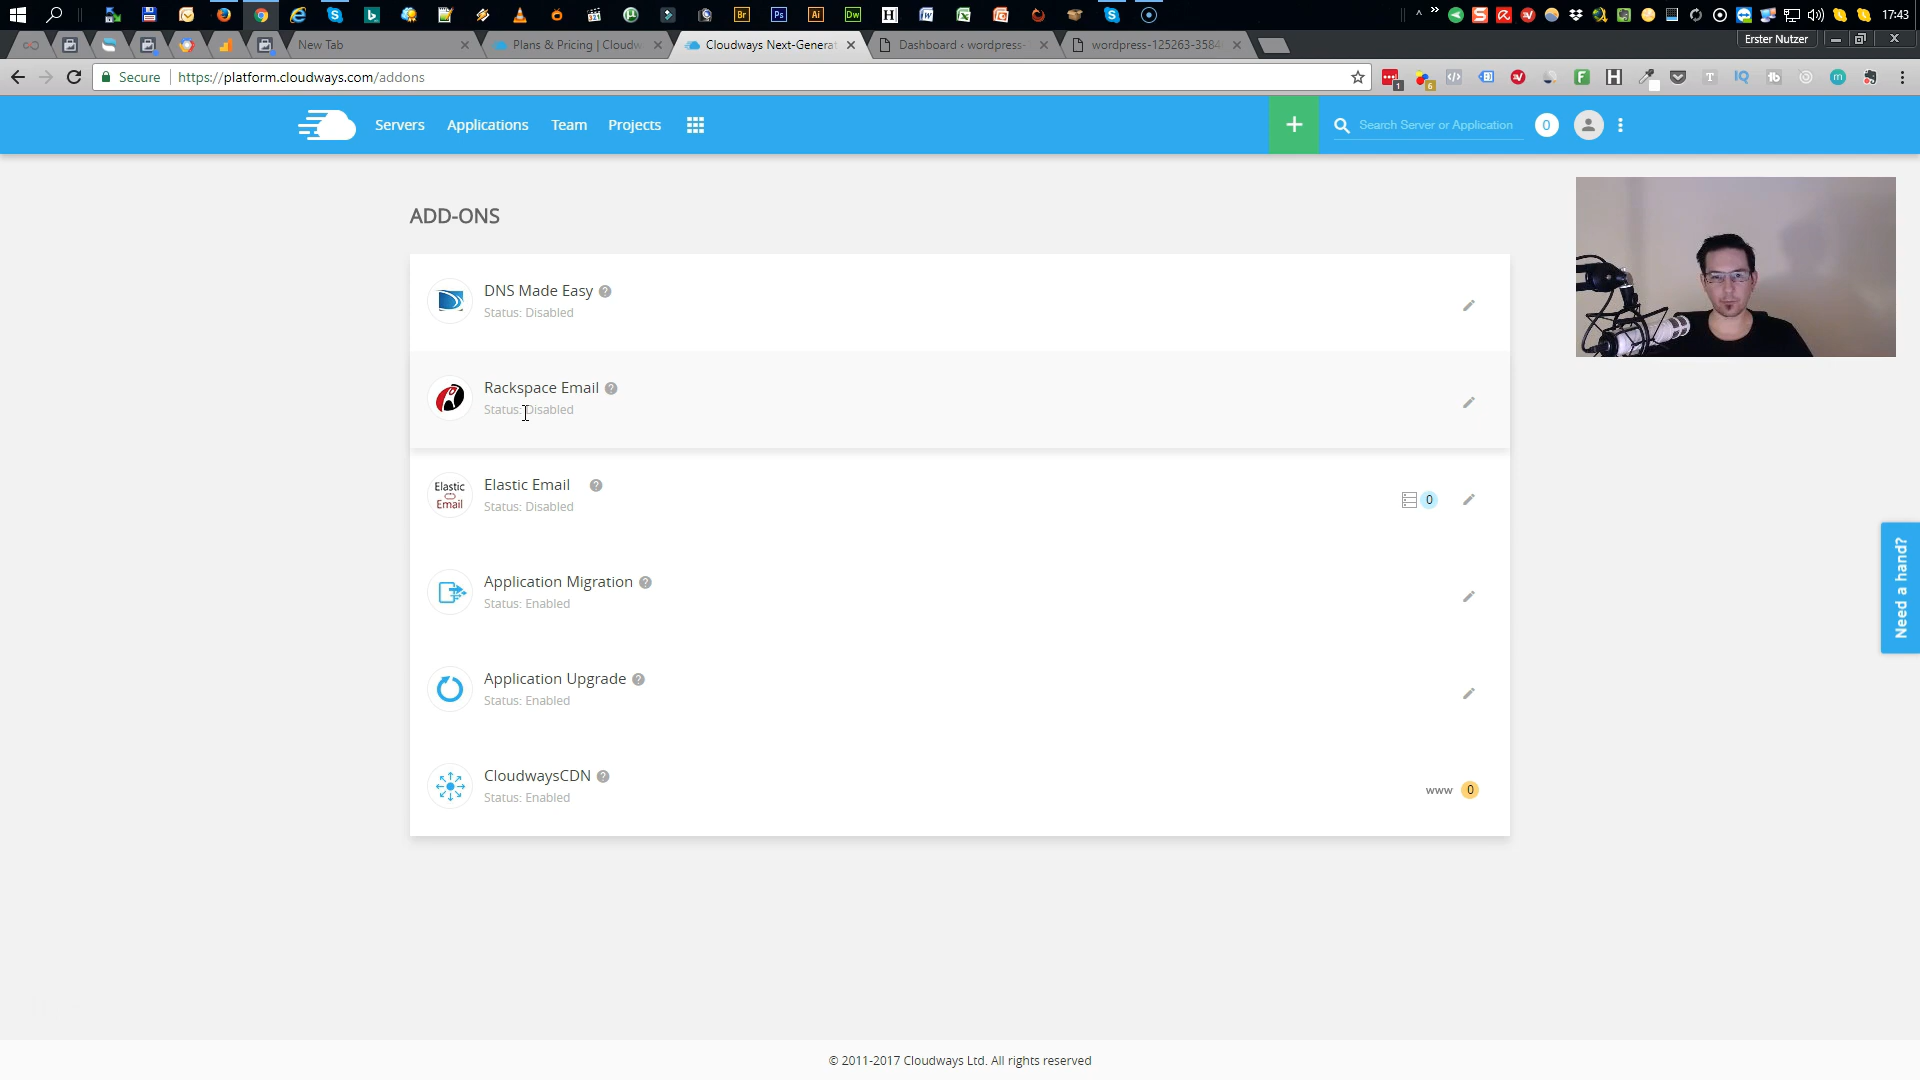 17:43
New Tab
Plans & Pricing | Cloudw
Cloudways Next-Genera
Dashboard ‹ wordpress-
wordpress-125263-3584
Erster Nutzer
Secure
https://platform.cloudways.com/addons
Servers
Applications
Team
Projects
+
Search Server or Application
0
ADD-ONS
DNS Made Easy
Status: Disabled
Rackspace Email
Status: Disabled
Elastic Email
Elastic Email
Status: Disabled
0
Application Migration
Status: Enabled
Application Upgrade
Status: Enabled
CloudwaysCDN
Status: Enabled
www 0
Need a hand?
© 2011-2017 Cloudways Ltd. All rights reserved